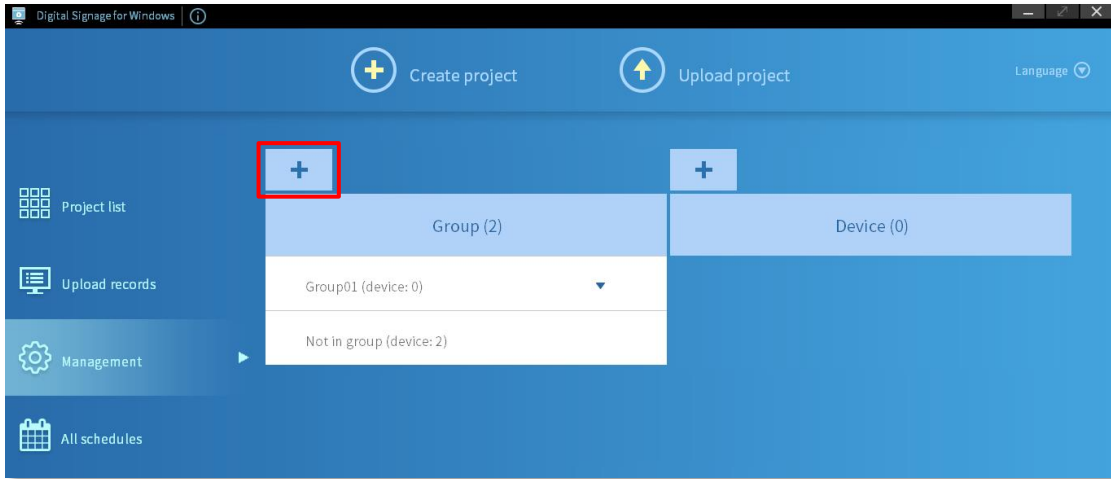 Digital Signage for Windows
Create project
Upload project
Language
Project list
Upload records
Management
All schedules
Group (2)
Group01 (device: 0)
Not in group (device: 2)
Device (0)